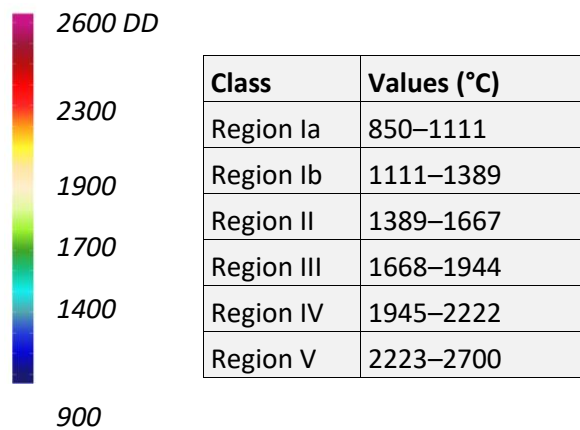 2600 DD
2300
1900
1700
1400
900
Class Values (°C)
Region Ia 850–1111
Region Ib 1111–1389
Region II 1389–1667
Region III 1668–1944
Region IV 1945–2222
Region V 2223–2700